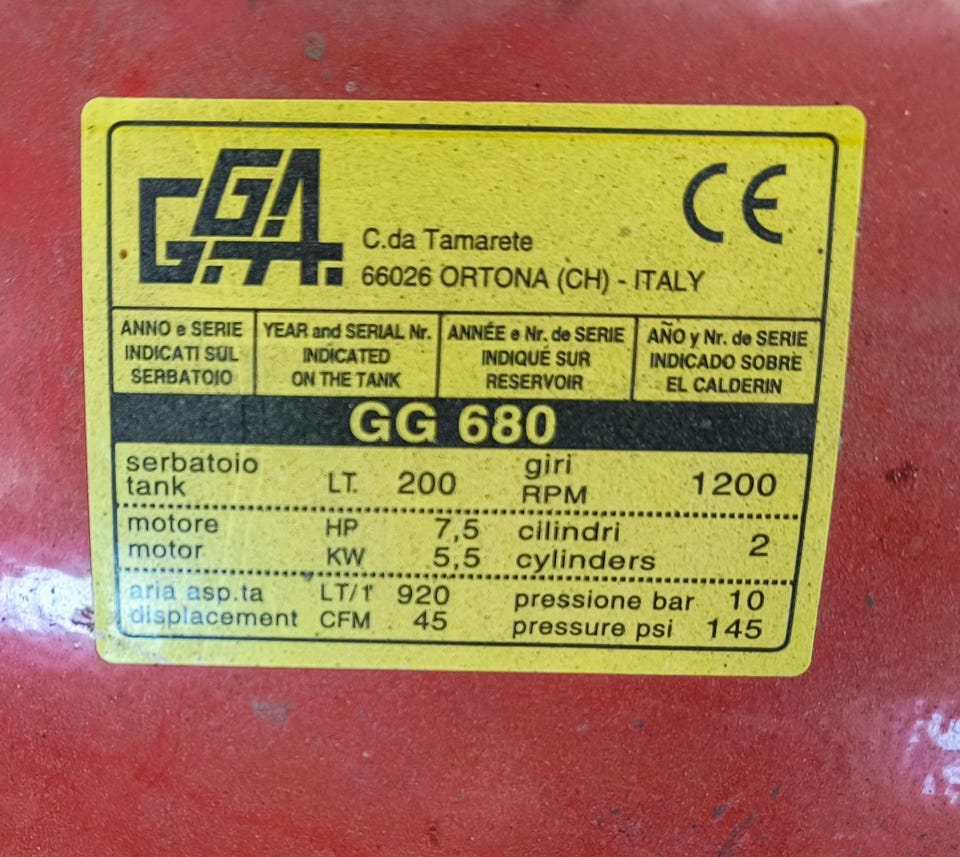 GGA
C.da Tamarete
66026 ORTONA (CH) - ITALY
CE
ANNO e SERIE
INDICATI SUL
SERBATOIO
YEAR and SERIAL Nr.
INDICATED
ON THE TANK
ANNÉE e Nr. de SERIE
INDIQUÉ SUR
RESERVOIR
AÑO y Nr. de SERIE
INDICADO SOBRE
EL CALDERIN
GG 680
serbatoio
tank LT. 200
giri
RPM 1200
motore HP 7,5
motor KW 5,5
cilindri
cylinders 2
aria asp.ta LT/1' 920
displacement CFM 45
pressione bar 10
pressure psi 145